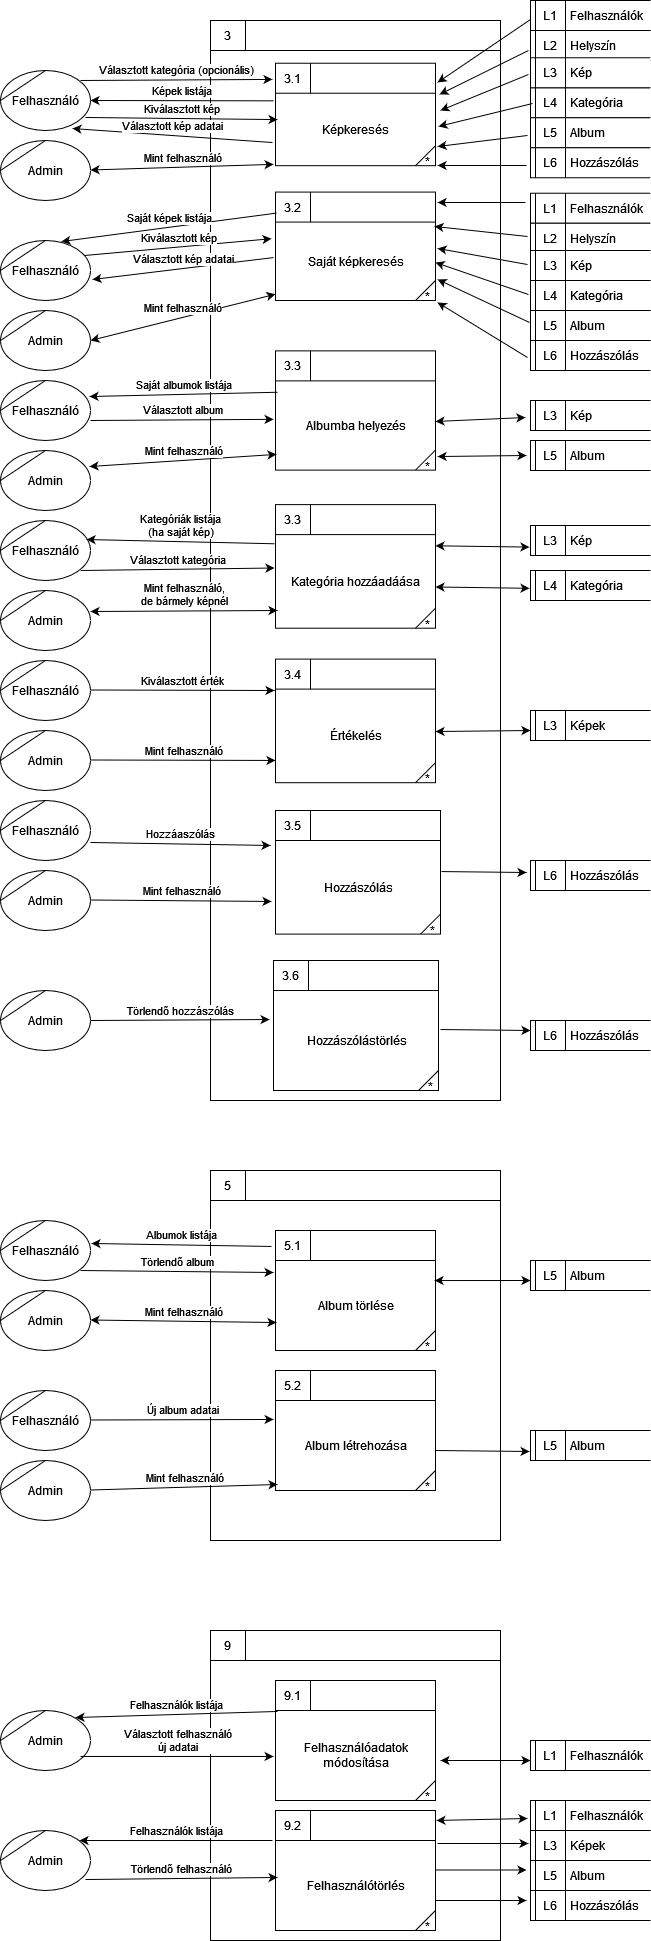 3
L1 Felhasználók
L2 Helyszín
L3 Kép
L4 Kategória
L5 Album
L6 Hozzászólás
Felhasználó
Választott kategória (opcionális)
Képek listája
Kiválasztott kép
Választott kép adatai
3.1
Képkeresés
*
Admin
Mint felhasználó
Felhasználó
Saját képek listája
Kiválasztott kép
Választott kép adatai
3.2
Saját képkeresés
*
L1 Felhasználók
L2 Helyszín
L3 Kép
L4 Kategória
L5 Album
L6 Hozzászólás
Admin
Mint felhasználó
Felhasználó
Saját albumok listája
Választott album
3.3
Albumba helyezés
*
L3 Kép
L5 Album
Admin
Mint felhasználó
Felhasználó
Kategóriák listája
(ha saját kép)
Választott kategória
3.3
Kategória hozzáadáása
*
L3 Kép
L4 Kategória
Admin
Mint felhasználó,
de bármely képnél
Felhasználó
Kiválasztott érték
3.4
Értékelés
*
L3 Képek
Admin
Mint felhasználó
Felhasználó
Hozzáaszólás
3.5
Hozzászólás
*
L6 Hozzászólás
Admin
Mint felhasználó
Admin
Törlendő hozzászólás
3.6
Hozzászólástörlés
*
L6 Hozzászólás
5
Felhasználó
Albumok listája
Törlendő album
5.1
Album törlése
*
L5 Album
Admin
Mint felhasználó
Felhasználó
Új album adatai
5.2
Album létrehozása
*
L5 Album
Admin
Mint felhasználó
9
Admin
Felhasználók listája
Választott felhasználó
új adatai
9.1
Felhasználóadatok
módosítása
*
L1 Felhasználók
Admin
Felhasználók listája
Törlendő felhasználó
9.2
Felhasználótörlés
*
L1 Felhasználók
L3 Képek
L5 Album
L6 Hozzászólás